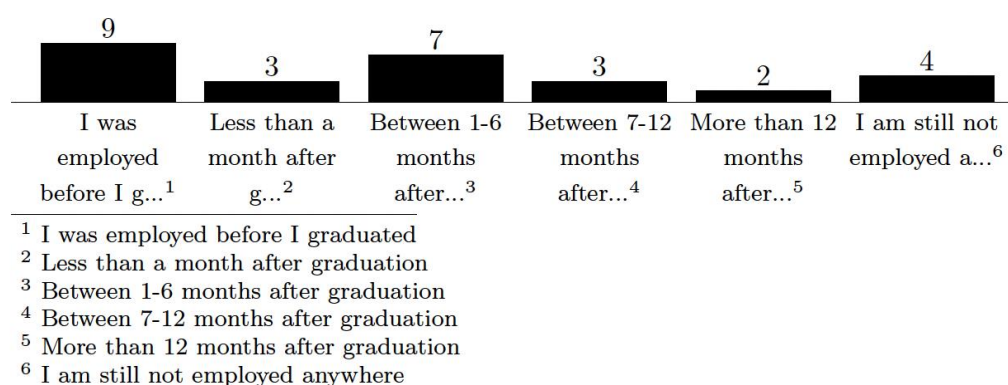 9 3 7 3 2 4
I was Less than a Between 1-6 Between 7-12 More than 12 I am still not
employed month after months months months employed a...⁶
before I g...¹ g...² after...³ after...⁴ after...⁵
¹ I was employed before I graduated
² Less than a month after graduation
³ Between 1-6 months after graduation
⁴ Between 7-12 months after graduation
⁵ More than 12 months after graduation
⁶ I am still not employed anywhere